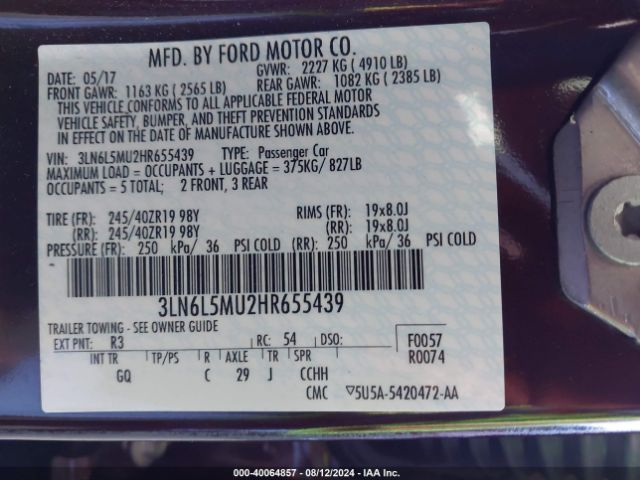 MFD. BY FORD MOTOR CO.
DATE: 05/17 GVWR: 2227 KG ( 4910 LB)
FRONT GAWR: 1163 KG ( 2565 LB) REAR GAWR: 1082 KG ( 2385 LB)
THIS VEHICLE CONFORMS TO ALL APPLICABLE FEDERAL MOTOR
VEHICLE SAFETY, BUMPER, AND THEFT PREVENTION STANDARDS
IN EFFECT ON THE DATE OF MANUFACTURE SHOWN ABOVE.
VIN: 3LN6L5MU2HR655439 TYPE: Passenger Car
MAXIMUM LOAD = OCCUPANTS + LUGGAGE = 375KG/ 827LB
OCCUPANTS = 5 TOTAL; 2 FRONT, 3 REAR
TIRE (FR): 245/40ZR19 98Y RIMS (FR): 19x8.0J
(RR): 245/40ZR19 98Y (RR): 19x8.0J
PRESSURE (FR): 250 kPa/ 36 PSI COLD (RR): 250 kPa/ 36 PSI COLD
3LN6L5MU2HR655439
TRAILER TOWING - SEE OWNER GUIDE
EXT PNT: R3 RC: 54 DSO: F0057
INT TR TP/PS R AXLE TR SPR R0074
GQ C 29 J CCHH
CMC ▽5U5A-5420472-AA
000-40064857 - 08/12/2024 - IAA Inc.